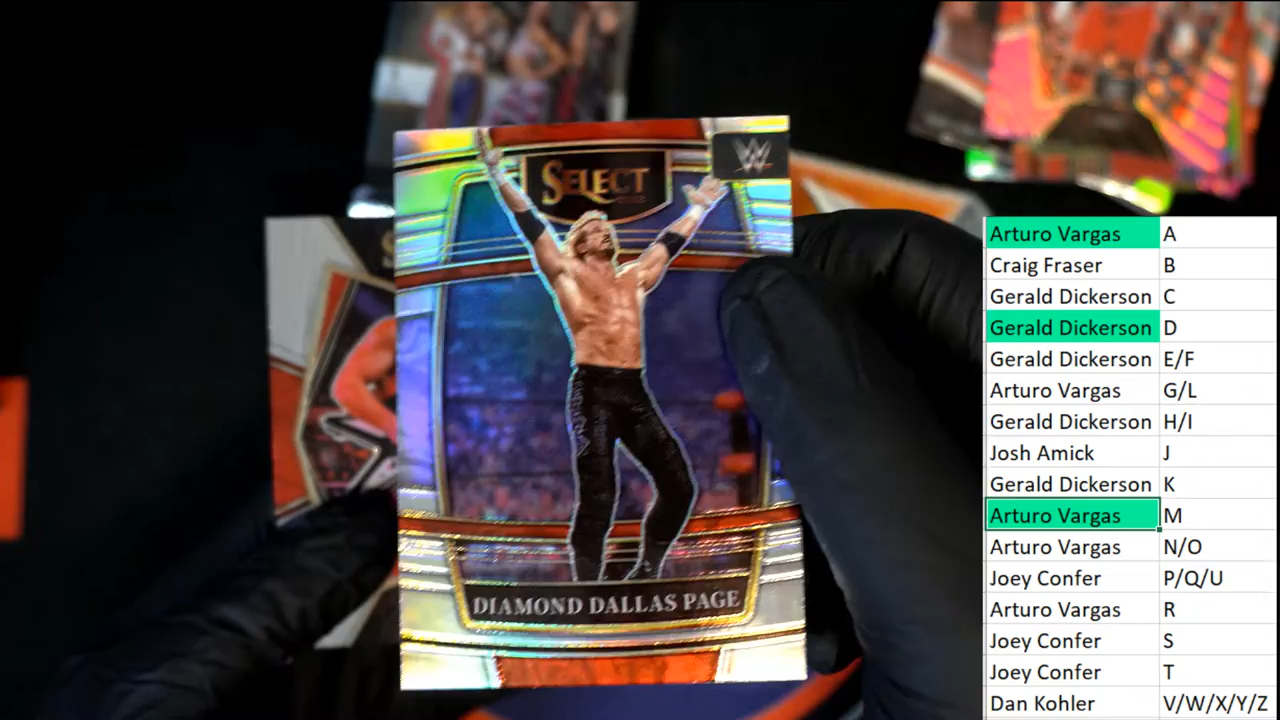 SELECT
W
DIAMOND DALLAS PAGE
Arturo Vargas A
Craig Fraser B
Gerald Dickerson C
Gerald Dickerson D
Gerald Dickerson E/F
Arturo Vargas G/L
Gerald Dickerson H/I
Josh Amick J
Gerald Dickerson K
Arturo Vargas M
Arturo Vargas N/O
Joey Confer P/Q/U
Arturo Vargas R
Joey Confer S
Joey Confer T
Dan Kohler V/W/X/Y/Z